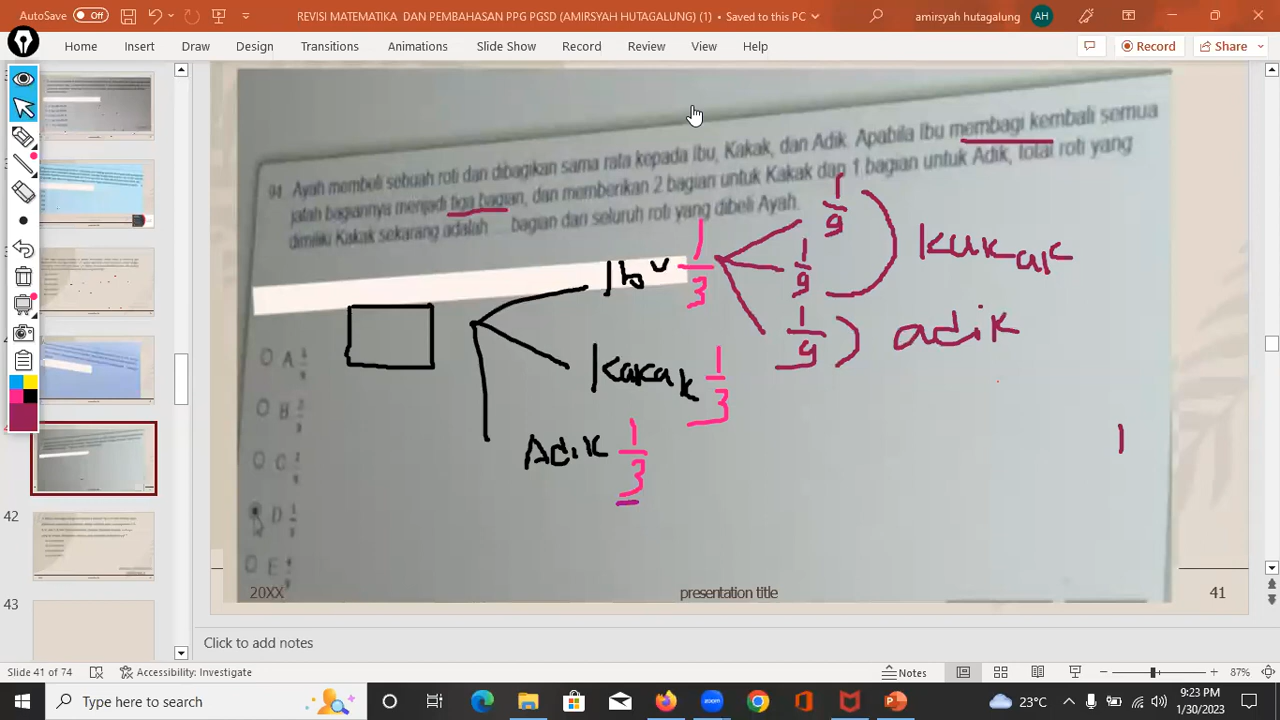 AutoSave Off
REVISI MATEMATIKA DAN PEMBAHASAN PPG PGSD (AMIRSYAH HUTAGALUNG) (1) • Saved to this PC
amirsyah hutagalung AH
Home Insert Draw Design Transitions Animations Slide Show Record Review View Help
Record Share
Ayah membeli sebuah roti dan dibagikan sama rata kepada Ibu, Kakak, dan Adik. Apabila Ibu membagi kembali semua
jatah bagiannya menjadi tiga bagian, dan memberikan 2 bagian untuk Kakak dan 1 bagian untuk Adik, total roti yang
dimiliki Kakak sekarang adalah ... bagian dari seluruh roti yang dibeli Ayah.
Ibu 1/3
1/9
1/9
Kakak
1/9
adik
Kakak 1/3
Adik 1/3
1
A
B
C
D
E
20XX
presentation title
41
42
43
Click to add notes
Slide 41 of 74
Accessibility: Investigate
Notes
87%
Type here to search
23°C
9:23 PM
1/30/2023